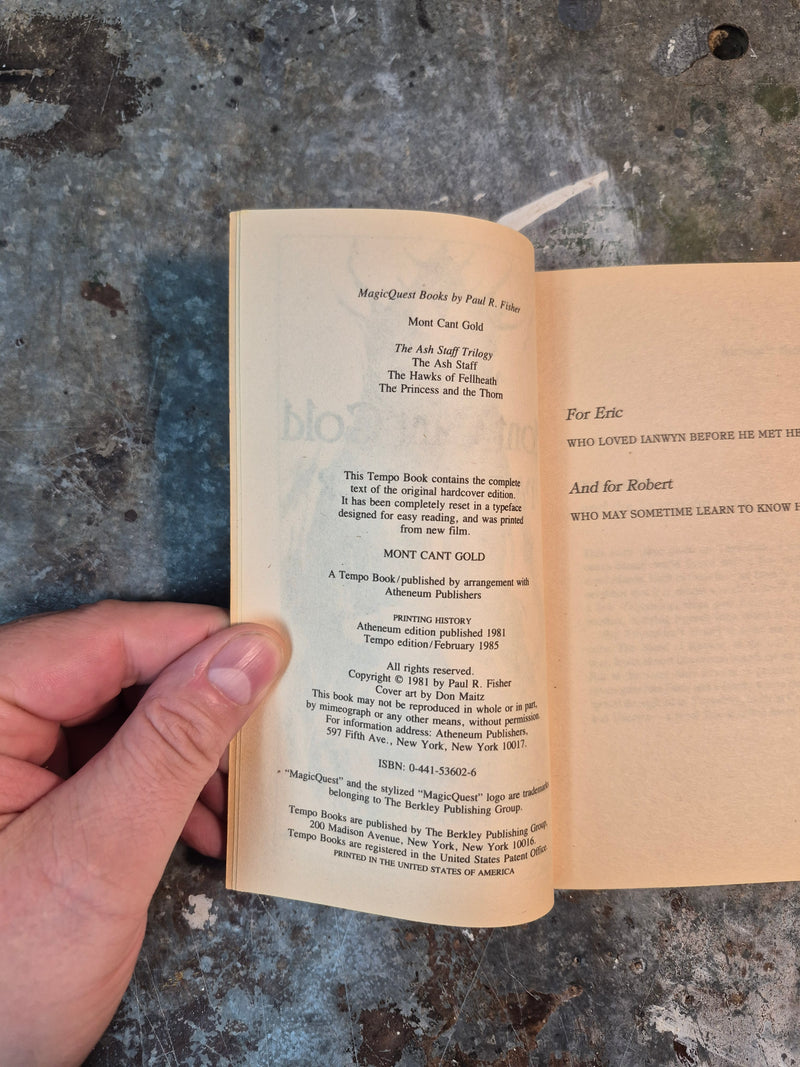 MagicQuest Books by Paul R. Fisher
Mont Cant Gold
The Ash Staff Trilogy
The Ash Staff
The Hawks of Fellheath
The Princess and the Thorn
This Tempo Book contains the complete
text of the original hardcover edition.
It has been completely reset in a typeface
designed for easy reading, and was printed
from new film.
MONT CANT GOLD
A Tempo Book/published by arrangement with
Atheneum Publishers
PRINTING HISTORY
Atheneum edition published 1981
Tempo edition/February 1985
All rights reserved.
Copyright © 1981 by Paul R. Fisher
Cover art by Don Maitz
This book may not be reproduced in whole or in part,
by mimeograph or any other means, without permission.
For information address: Atheneum Publishers,
597 Fifth Ave., New York, New York 10017.
ISBN: 0-441-53602-6
"MagicQuest" and the stylized "MagicQuest" logo are trademarks
belonging to The Berkley Publishing Group.
Tempo Books are published by The Berkley Publishing Group,
200 Madison Avenue, New York, New York 10016.
Tempo Books are registered in the United States Patent Office.
PRINTED IN THE UNITED STATES OF AMERICA
For Eric
WHO LOVED IANWYN BEFORE HE MET HE
And for Robert
WHO MAY SOMETIME LEARN TO KNOW H